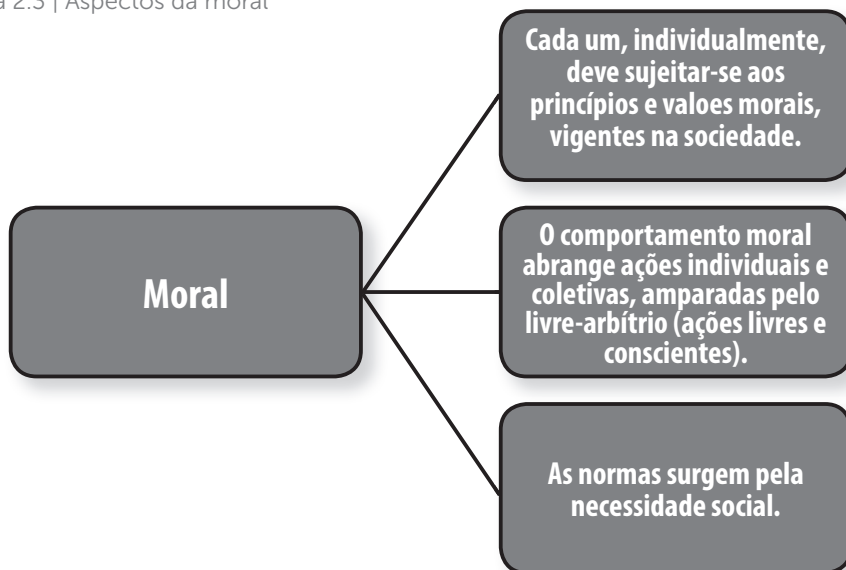 a 2.3 | Aspectos da moral
Cada um, individualmente,
deve sujeitar-se aos
princípios e valoes morais,
vigentes na sociedade.
Moral
O comportamento moral
abrange ações individuais e
coletivas, amparadas pelo
livre-arbítrio (ações livres e
conscientes).
As normas surgem pela
necessidade social.